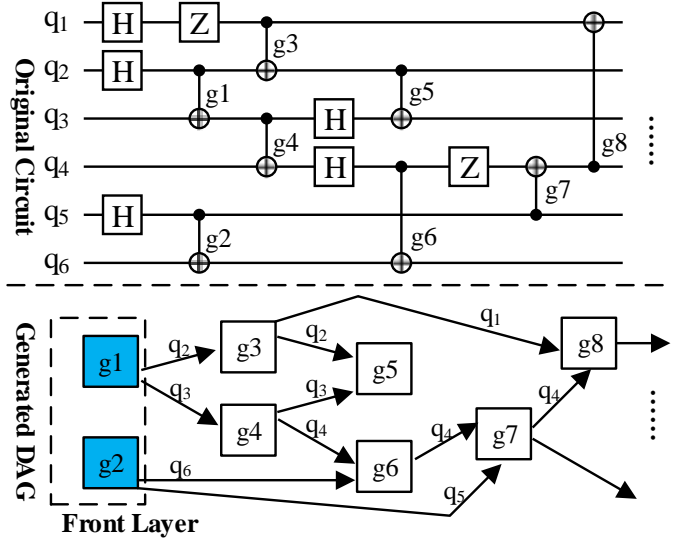 Original Circuit
q₁ H Z g3
q₂ H g1 g5
q₃ g4 H g8
q₄ H Z g7
q₅ H g2 g6
q₆
Generated DAG
g1 q₂ g3 q₂ q₁ g8
q₃ g4 q₃ g5 q₄
g2 q₆ q₄ g6 q₄ g7
q₅
Front Layer